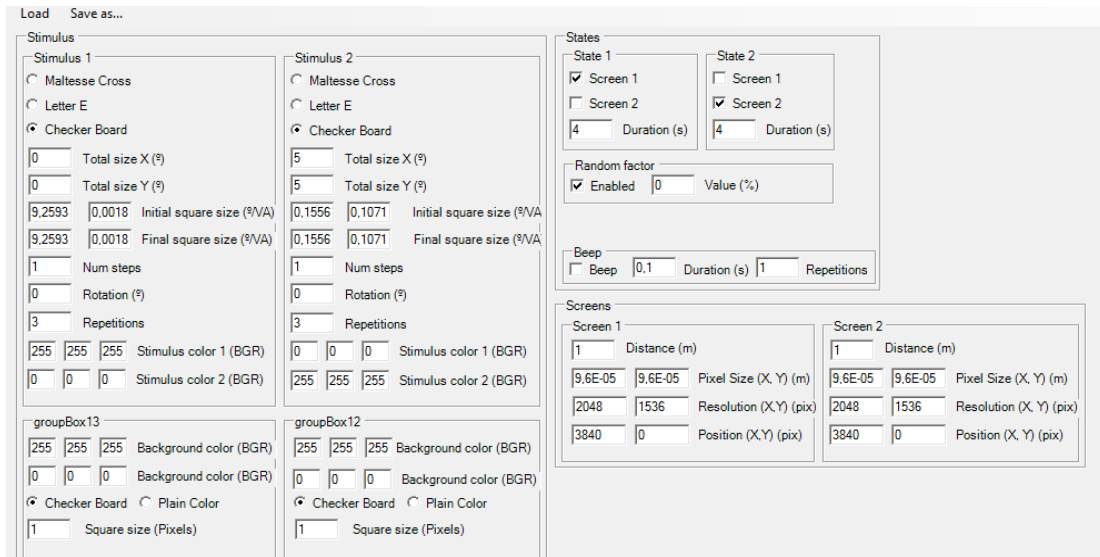 Load Save as...
Stimulus
Stimulus 1
Maltesse Cross
Letter E
Checker Board
0 Total size X (º)
0 Total size Y (º)
9,2593 0,0018 Initial square size (º/VA)
9,2593 0,0018 Final square size (º/VA)
1 Num steps
0 Rotation (º)
3 Repetitions
255 255 255 Stimulus color 1 (BGR)
0 0 0 Stimulus color 2 (BGR)
groupBox13
255 255 255 Background color (BGR)
0 0 0 Background color (BGR)
Checker Board Plain Color
1 Square size (Pixels)
Stimulus 2
Maltesse Cross
Letter E
Checker Board
5 Total size X (º)
5 Total size Y (º)
0,1556 0,1071 Initial square size (º/VA
0,1556 0,1071 Final square size (º/VA
1 Num steps
0 Rotation (º)
3 Repetitions
0 0 0 Stimulus color 1 (BGR)
255 255 255 Stimulus color 2 (BGR)
groupBox12
255 255 255 Background color (BGR)
0 0 0 Background color (BGR)
Checker Board Plain Color
1 Square size (Pixels)
States
State 1
Screen 1
Screen 2
4 Duration (s)
State 2
Screen 1
Screen 2
4 Duration (s)
Random factor
Enabled 0 Value (%)
Beep
Beep 0,1 Duration (s) 1 Repetitions
Screens
Screen 1
1 Distance (m)
9,6E-05 9,6E-05 Pixel Size (X, Y) (m)
2048 1536 Resolution (X,Y) (pix)
3840 0 Position (X,Y) (pix)
Screen 2
1 Distance (m)
9,6E-05 9,6E-05 Pixel Size (X, Y) (m)
2048 1536 Resolution (X, Y) (pix)
3840 0 Position (X, Y) (pix)